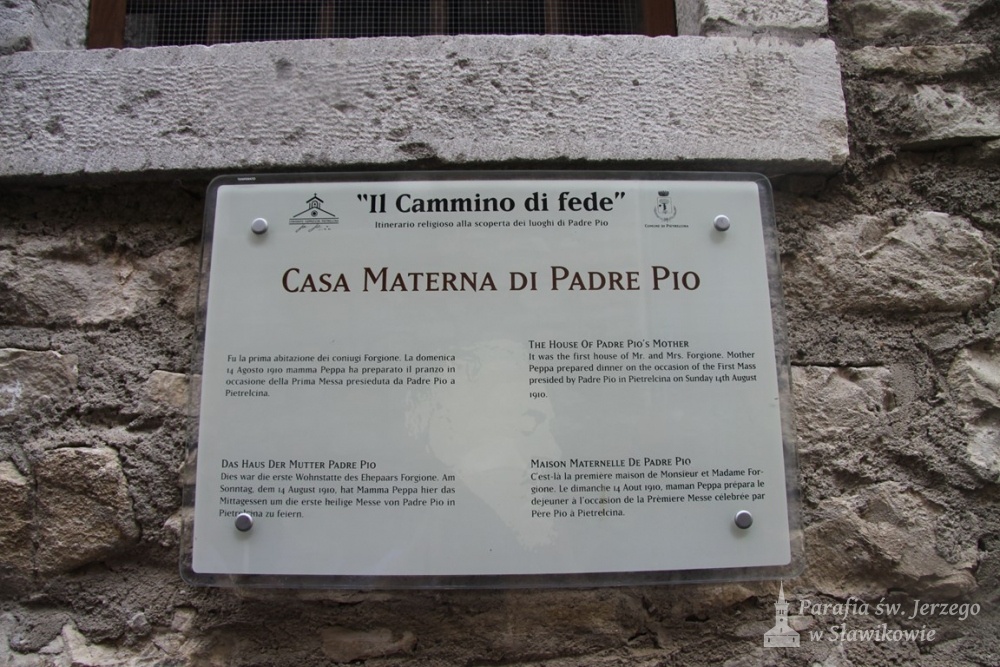 "Il Cammino di fede"
Itinerario religioso alla scoperta dei luoghi di Padre Pio
Comune di Pietrelcina
Casa Materna di Padre Pio
Fu la prima abitazione dei coniugi Forgione. La domenica
14 Agosto 1910 mamma Peppa ha preparato il pranzo in
occasione della Prima Messa presieduta da Padre Pio a
Pietrelcina.
The House Of Padre Pio's Mother
It was the first house of Mr. and Mrs. Forgione. Mother
Peppa prepared dinner on the occasion of the First Mass
presided by Padre Pio in Pietrelcina on Sunday 14th August
1910.
Das Haus Der Mutter Padre Pio
Dies war die erste Wohnstatte des Ehepaars Forgione. Am
Sonntag, dem 14 August 1910, hat Mamma Peppa hier das
Mittagessen um die erste heilige Messe von Padre Pio in
Pietrelcina zu feiern.
Maison Maternelle De Padre Pio
C'est-là la première maison de Monsieur et Madame For-
gione. Le dimanche 14 Aout 1910, maman Peppa prépara le
dejeuner à l'occasion de la Prèmiere Messe celebrée par
Père Pio à Pietrelcina.
Parafia św. Jerzego
w Sławikowie